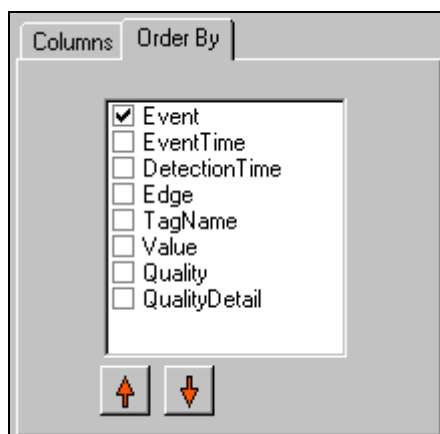 Columns Order By
Event
EventTime
DetectionTime
Edge
TagName
Value
Quality
QualityDetail